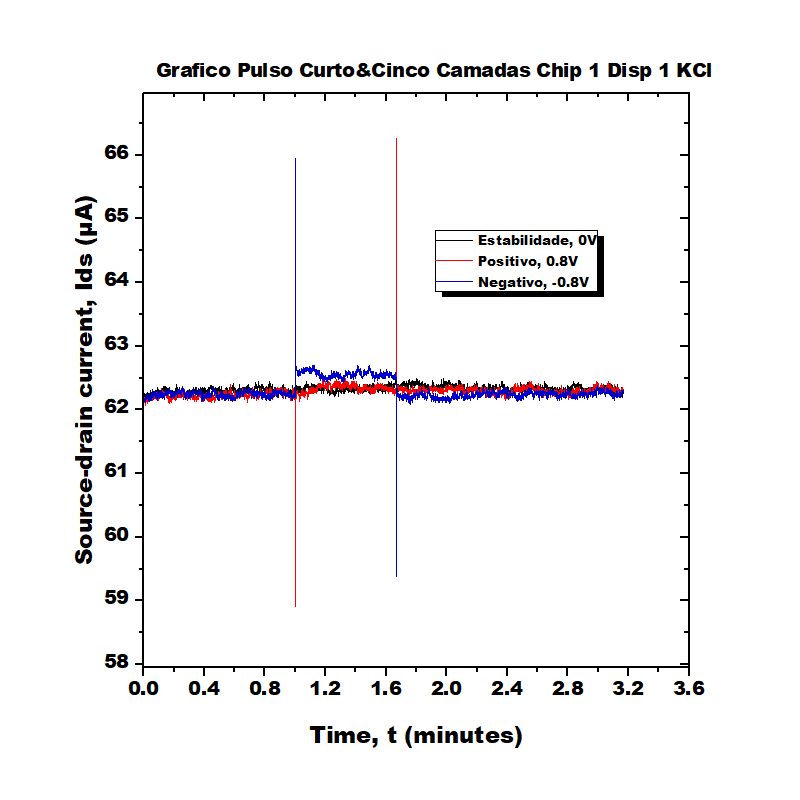 Grafico Pulso Curto&Cinco Camadas Chip 1 Disp 1 KCl
66
65
64
63
62
61
60
59
58
Source-drain current, Ids (µA)
Estabilidade, 0V
Positivo, 0.8V
Negativo, -0.8V
0.0 0.4 0.8 1.2 1.6 2.0 2.4 2.8 3.2 3.6
Time, t (minutes)